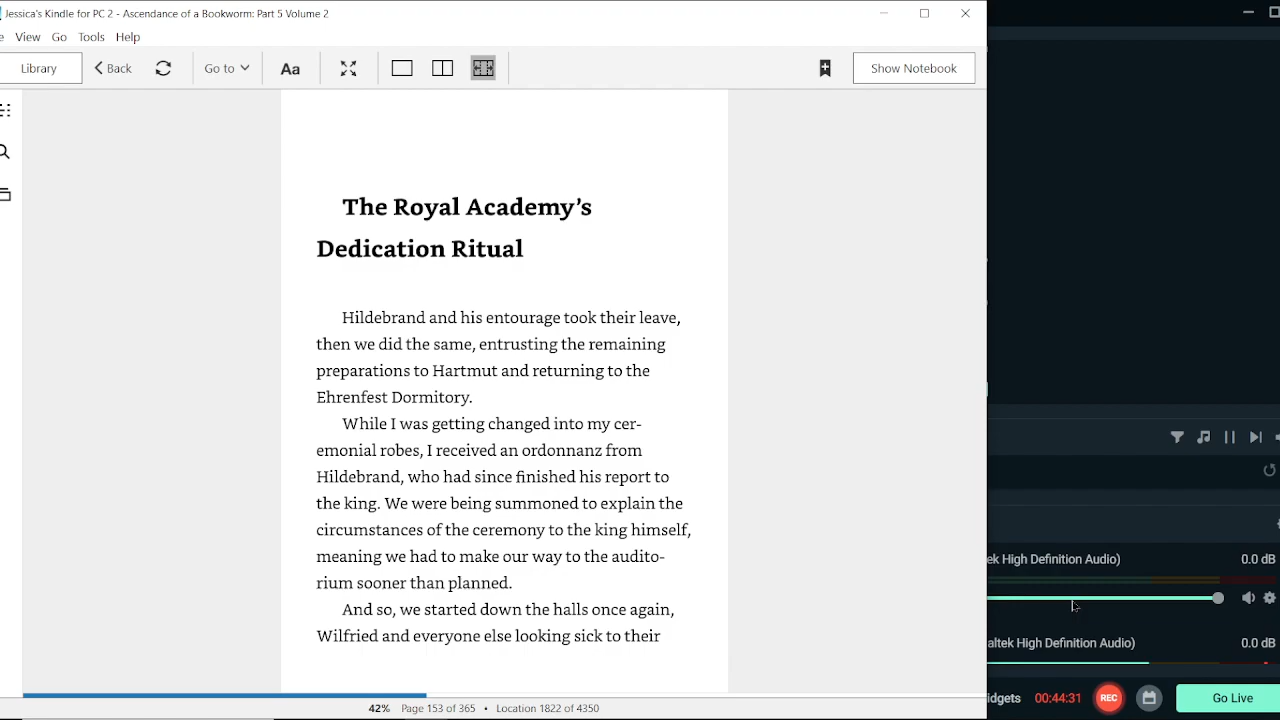 Jessica's Kindle for PC 2 - Ascendance of a Bookworm: Part 5 Volume 2
View Go Tools Help
Library Back Go to Aa Show Notebook
The Royal Academy's
Dedication Ritual
Hildebrand and his entourage took their leave,
then we did the same, entrusting the remaining
preparations to Hartmut and returning to the
Ehrenfest Dormitory.
While I was getting changed into my cer-
emonial robes, I received an ordonnanz from
Hildebrand, who had since finished his report to
the king. We were being summoned to explain the
circumstances of the ceremony to the king himself,
meaning we had to make our way to the audito-
rium sooner than planned.
And so, we started down the halls once again,
Wilfried and everyone else looking sick to their
42% Page 153 of 365 • Location 1822 of 4350
ek High Definition Audio) 0.0 dB
altek High Definition Audio) 0.0 dB
idgets 00:44:31 REC Go Live